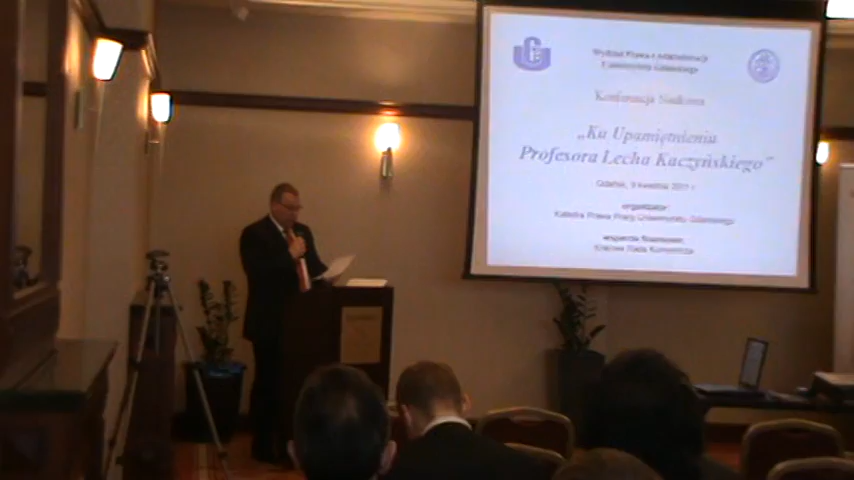 Wydział Prawa i Administracji
Uniwersytetu Gdańskiego
Konferencja Naukowa
„Ku Upamiętnieniu
Profesora Lecha Kaczyńskiego”
Gdańsk, 9 kwietnia 2011 r.
organizator:
Katedra Prawa Pracy Uniwersytetu Gdańskiego
wsparcie finansowe:
Krajowa Rada Komornicza